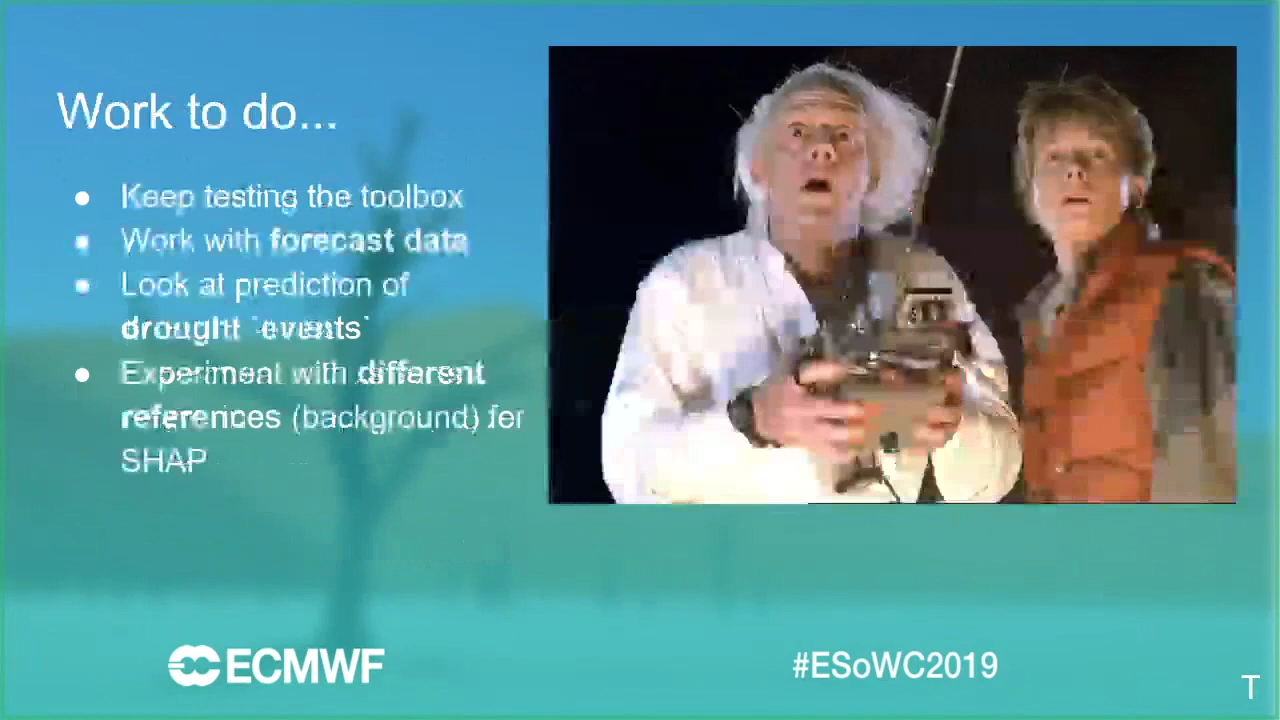 Work to do...
● Keep testing the toolbox
● Work with forecast data
● Look at prediction of
drought `events`
● Experiment with different
references (background) for
SHAP
ECMWF
#ESoWC2019
T